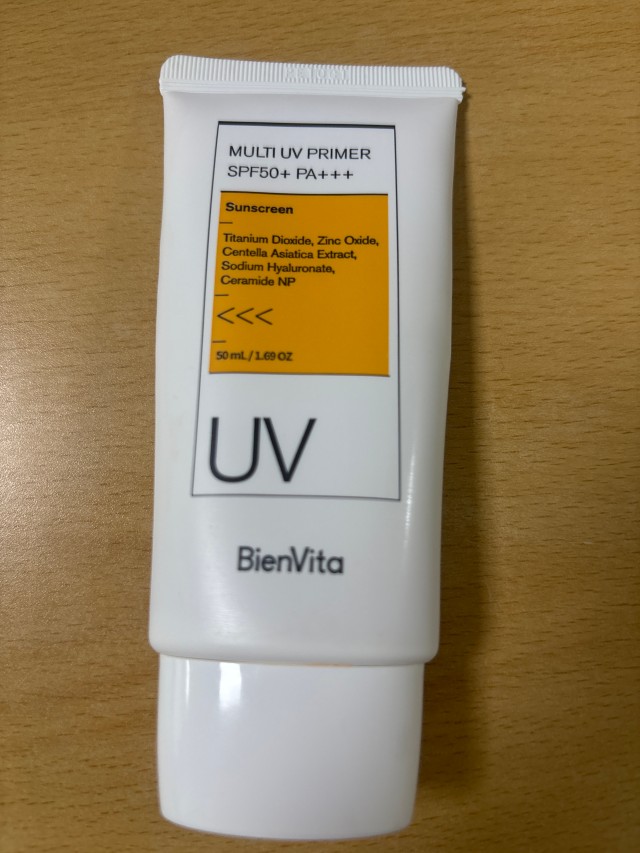 MULTI UV PRIMER
SPF50+ PA+++
Sunscreen
Titanium Dioxide, Zinc Oxide,
Centella Asiatica Extract,
Sodium Hyaluronate,
Ceramide NP
<<<
50 mL / 1.69 OZ
UV
BienVita